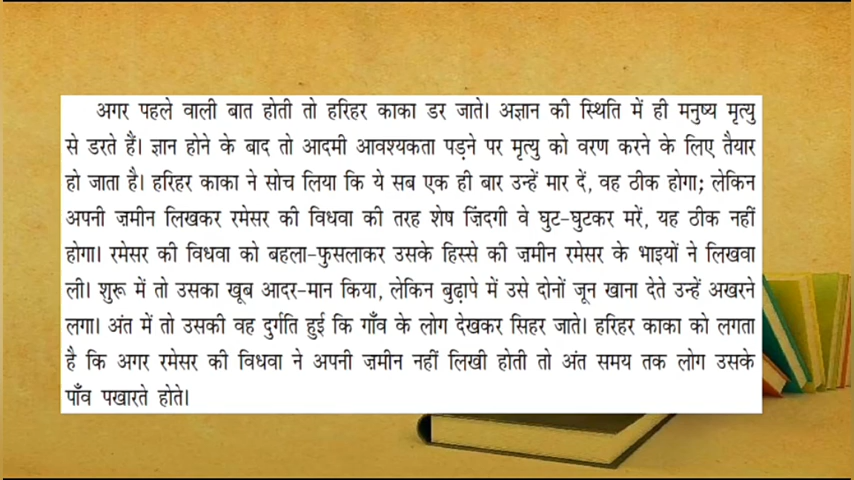 अगर पहले वाली बात होती तो हरिहर काका डर जाते। अज्ञान की स्थिति में ही मनुष्य मृत्यु
से डरते हैं। ज्ञान होने के बाद तो आदमी आवश्यकता पड़ने पर मृत्यु को वरण करने के लिए तैयार
हो जाता है। हरिहर काका ने सोच लिया कि ये सब एक ही बार उन्हें मार दें, वह ठीक होगा; लेकिन
अपनी ज़मीन लिखकर रमेसर की विधवा की तरह शेष ज़िंदगी वे घुट-घुटकर मरें, यह ठीक नहीं
होगा। रमेसर की विधवा को बहला-फुसलाकर उसके हिस्से की ज़मीन रमेसर के भाइयों ने लिखवा
ली। शुरू में तो उसका खूब आदर-मान किया, लेकिन बुढ़ापे में उसे दोनों जून खाना देते उन्हें अखरने
लगा। अंत में तो उसकी वह दुर्गति हुई कि गाँव के लोग देखकर सिहर जाते। हरिहर काका को लगता
है कि अगर रमेसर की विधवा ने अपनी ज़मीन नहीं लिखी होती तो अंत समय तक लोग उसके
पाँव पखारते होते।